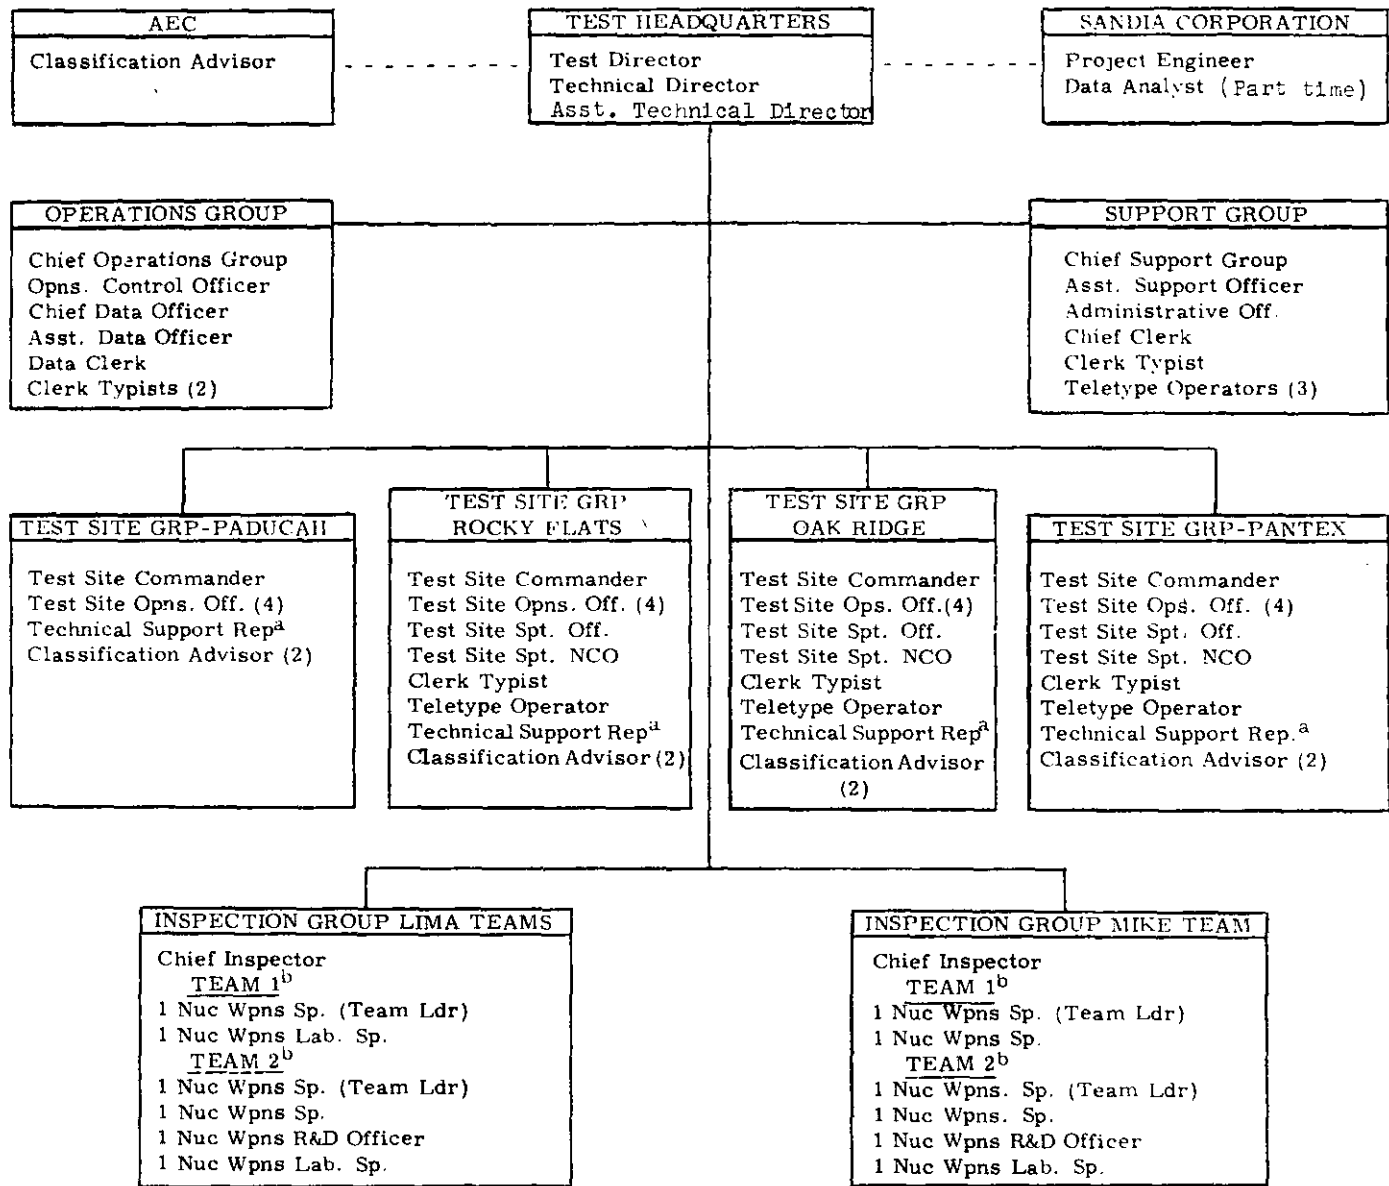 AEC
Classification Advisor
TEST HEADQUARTERS
Test Director
Technical Director
Asst. Technical Director
SANDIA CORPORATION
Project Engineer
Data Analyst (Part time)
OPERATIONS GROUP
Chief Operations Group
Opns. Control Officer
Chief Data Officer
Asst. Data Officer
Data Clerk
Clerk Typists (2)
SUPPORT GROUP
Chief Support Group
Asst. Support Officer
Administrative Off.
Chief Clerk
Clerk Typist
Teletype Operators (3)
TEST SITE GRP-PADUCAH
Test Site Commander
Test Site Opns. Off. (4)
Technical Support Repᵃ
Classification Advisor (2)
TEST SITE GRP
ROCKY FLATS
Test Site Commander
Test Site Opns. Off. (4)
Test Site Spt. Off.
Test Site Spt. NCO
Clerk Typist
Teletype Operator
Technical Support Repᵃ
Classification Advisor (2)
TEST SITE GRP
OAK RIDGE
Test Site Commander
Test Site Ops. Off.(4)
Test Site Spt. Off.
Test Site Spt. NCO
Clerk Typist
Teletype Operator
Technical Support Repᵃ
Classification Advisor
(2)
TEST SITE GRP-PANTEX
Test Site Commander
Test Site Ops. Off. (4)
Test Site Spt. Off.
Test Site Spt. NCO
Clerk Typist
Teletype Operator
Technical Support Rep.ᵃ
Classification Advisor (2)
INSPECTION GROUP LIMA TEAMS
Chief Inspector
TEAM 1ᵇ
1 Nuc Wpns Sp. (Team Ldr)
1 Nuc Wpns Lab. Sp.
TEAM 2ᵇ
1 Nuc Wpns Sp. (Team Ldr)
1 Nuc Wpns Sp.
1 Nuc Wpns R&D Officer
1 Nuc Wpns Lab. Sp.
INSPECTION GROUP MIKE TEAM
Chief Inspector
TEAM 1ᵇ
1 Nuc Wpns Sp. (Team Ldr)
1 Nuc Wpns Sp.
TEAM 2ᵇ
1 Nuc Wpns. Sp. (Team Ldr)
1 Nuc Wpns. Sp.
1 Nuc Wpns R&D Officer
1 Nuc Wpns Lab. Sp.